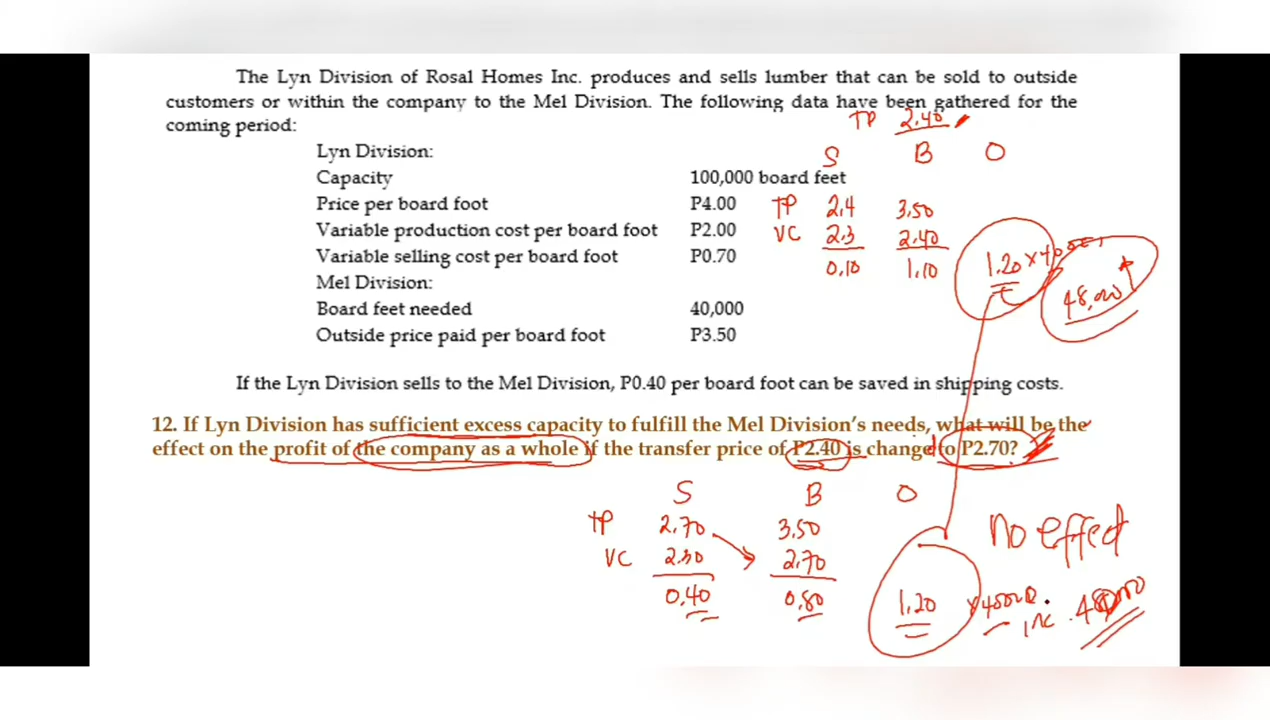 The Lyn Division of Rosal Homes Inc. produces and sells lumber that can be sold to outside
customers or within the company to the Mel Division. The following data have been gathered for the
coming period:
TP 2.40
S B O
Lyn Division:
Capacity 100,000 board feet
Price per board foot P4.00 TP 2.4 3.50
Variable production cost per board foot P2.00 VC 2.3 2.40
Variable selling cost per board foot P0.70 0.10 1.10 1.20 x
Mel Division: 48,000
Board feet needed 40,000
Outside price paid per board foot P3.50
If the Lyn Division sells to the Mel Division, P0.40 per board foot can be saved in shipping costs.
12. If Lyn Division has sufficient excess capacity to fulfill the Mel Division's needs, what will be the
effect on the profit of the company as a whole if the transfer price of P2.40 is changed to P2.70?
S B O
TP 2.70 3.50 No effect
VC 2.30 2.70
0.40 0.80 1.20 inc